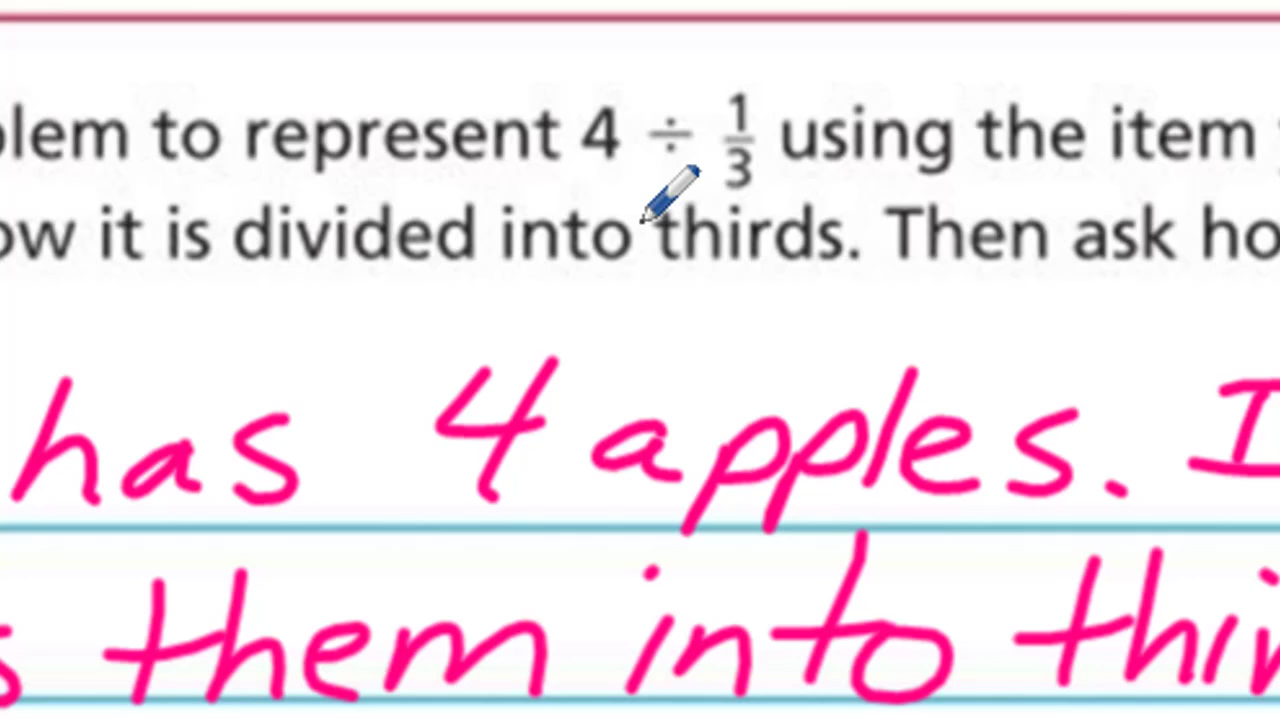 blem to represent 4 ÷ 1/3 using the item
ow it is divided into thirds. Then ask ho
has 4 apples. I
s them into thir